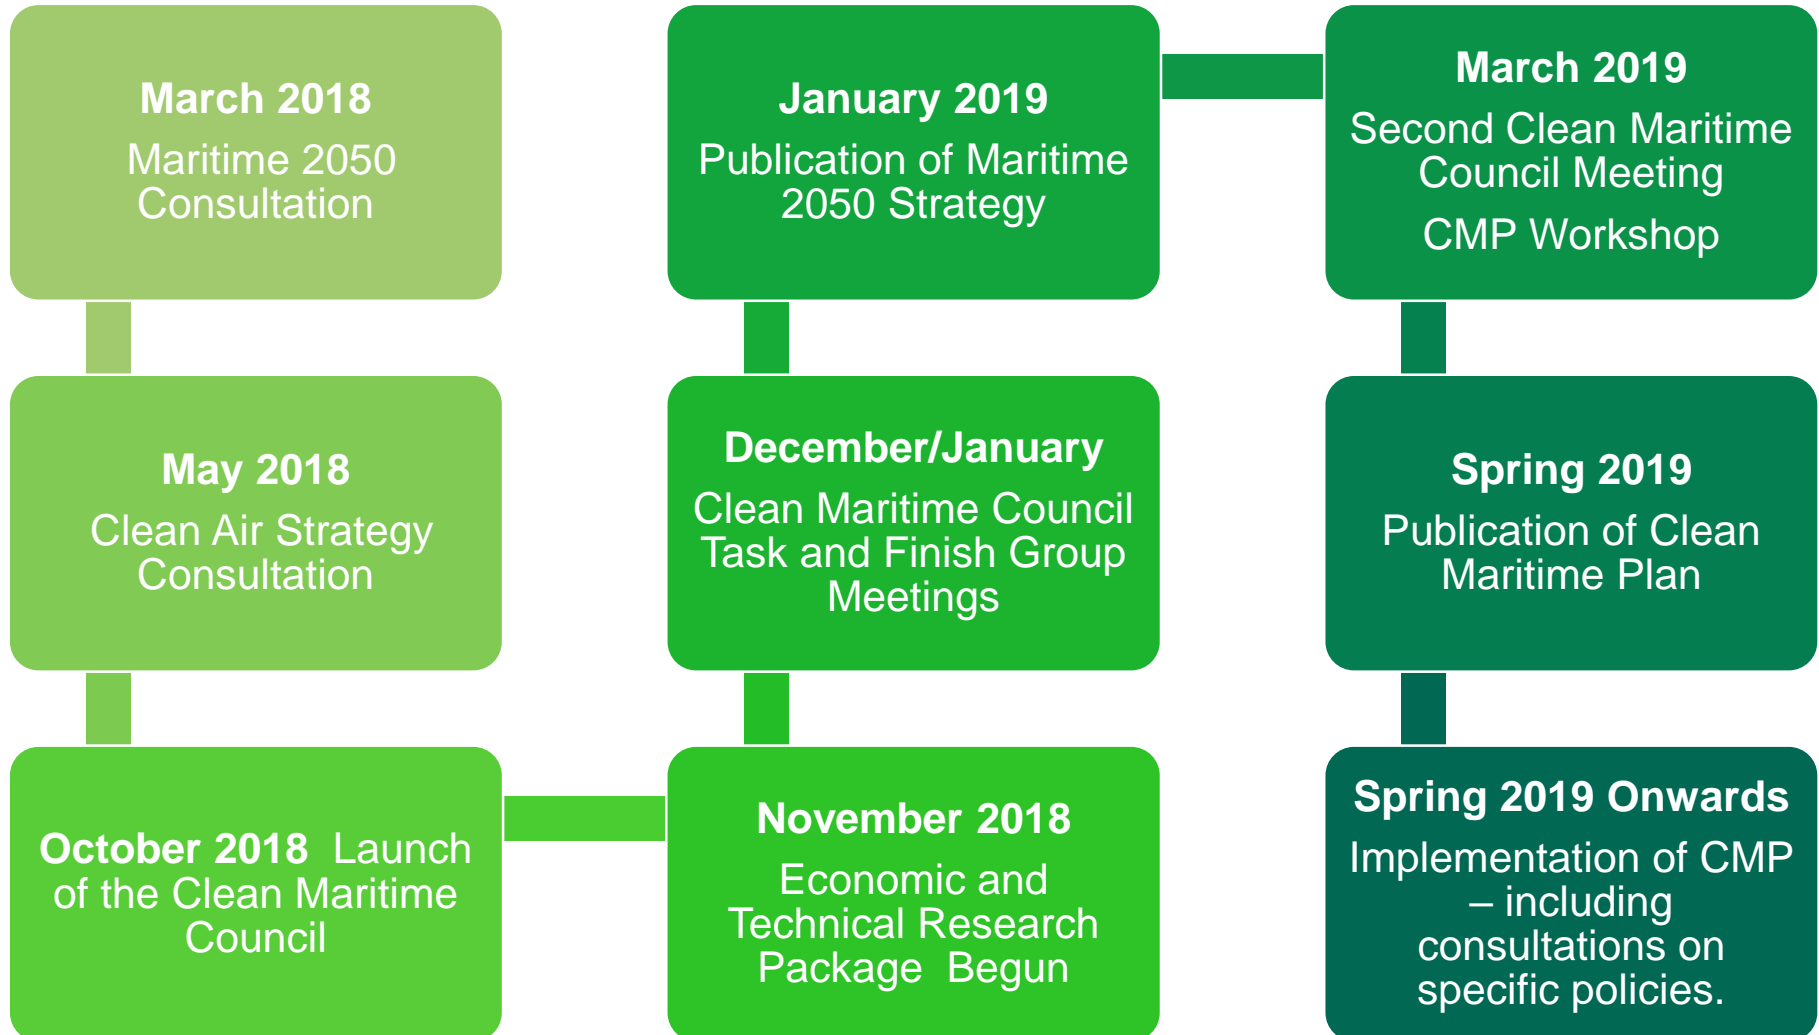 March 2018
Maritime 2050
Consultation
May 2018
Clean Air Strategy
Consultation
October 2018  Launch
of the Clean Maritime
Council
November 2018
Economic and
Technical Research
Package  Begun
December/January
Clean Maritime Council
Task and Finish Group
Meetings
January 2019
Publication of Maritime
2050 Strategy
March 2019
Second Clean Maritime
Council Meeting
CMP Workshop
Spring 2019
Publication of Clean
Maritime Plan
Spring 2019 Onwards
Implementation of CMP
– including
consultations on
specific policies.